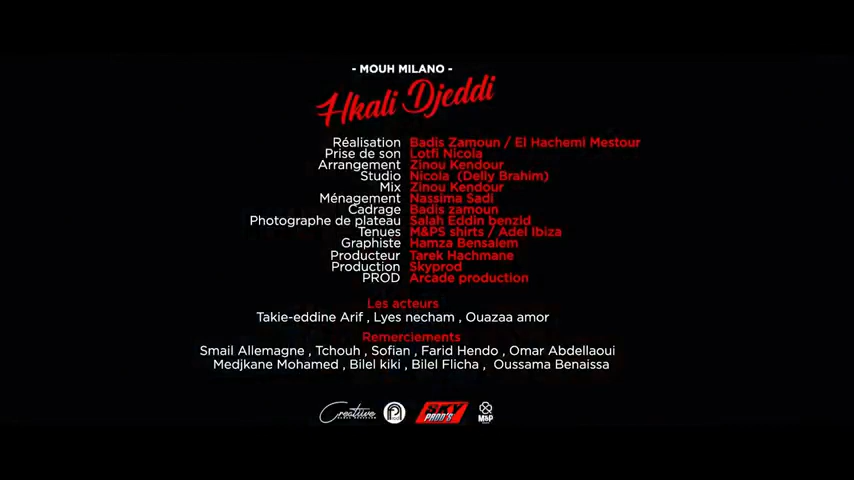 - MOUH MILANO -
Hkali Djeddi
Réalisation Badis Zamoun / El Hachemi Mestour
Prise de son Lotfi Nicola
Arrangement Zinou Kendour
Studio Nicola (Delly Brahim)
Mix Zinou Kendour
Ménagement Nassima Sadi
Cadrage Badis zamoun
Photographe de plateau Salah Eddin benzid
Tenues M&PS shirts / Adel Ibiza
Graphiste Hamza Bensalem
Producteur Tarek Hachmane
Production Skyprod
PROD Arcade production
Les acteurs
Takie-eddine Arif , Lyes necham , Ouazaa amor
Remerciements
Smail Allemagne , Tchouh , Sofian , Farid Hendo , Omar Abdellaoui
Medjkane Mohamed , Bilel kiki , Bilel Flicha , Oussama Benaissa
Creative SKY PROD'S M&P